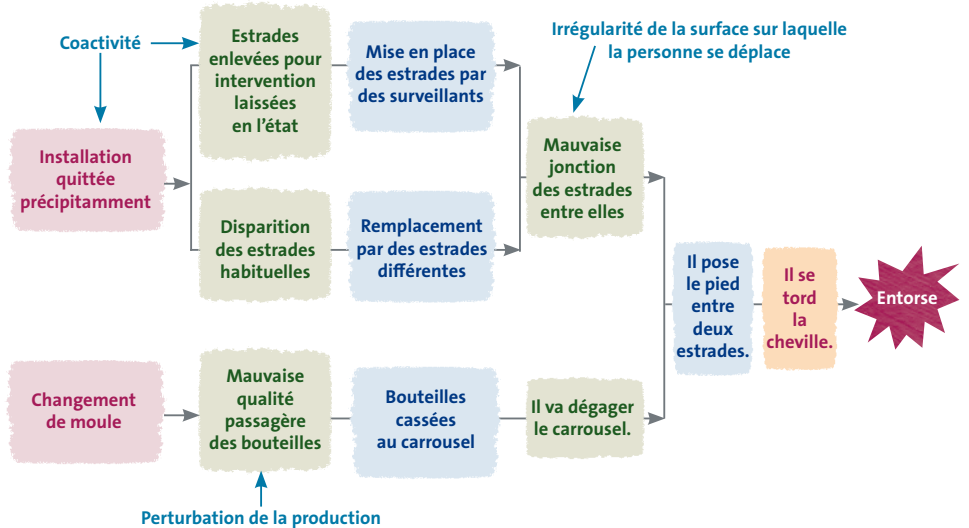 Coactivité
Estrades
enlevées pour
intervention
laissées
en l'état
Mise en place
des estrades par
des surveillants
Irrégularité de la surface sur laquelle
la personne se déplace
Installation
quittée
précipitamment
Mauvaise
jonction
des estrades
entre elles
Disparition
des estrades
habituelles
Remplacement
par des estrades
différentes
Il pose
le pied
entre
deux
estrades.
Il se
tord
la
cheville.
Entorse
Changement
de moule
Mauvaise
qualité
passagère
des bouteilles
Bouteilles
cassées
au carrousel
Il va dégager
le carrousel.
Perturbation de la production